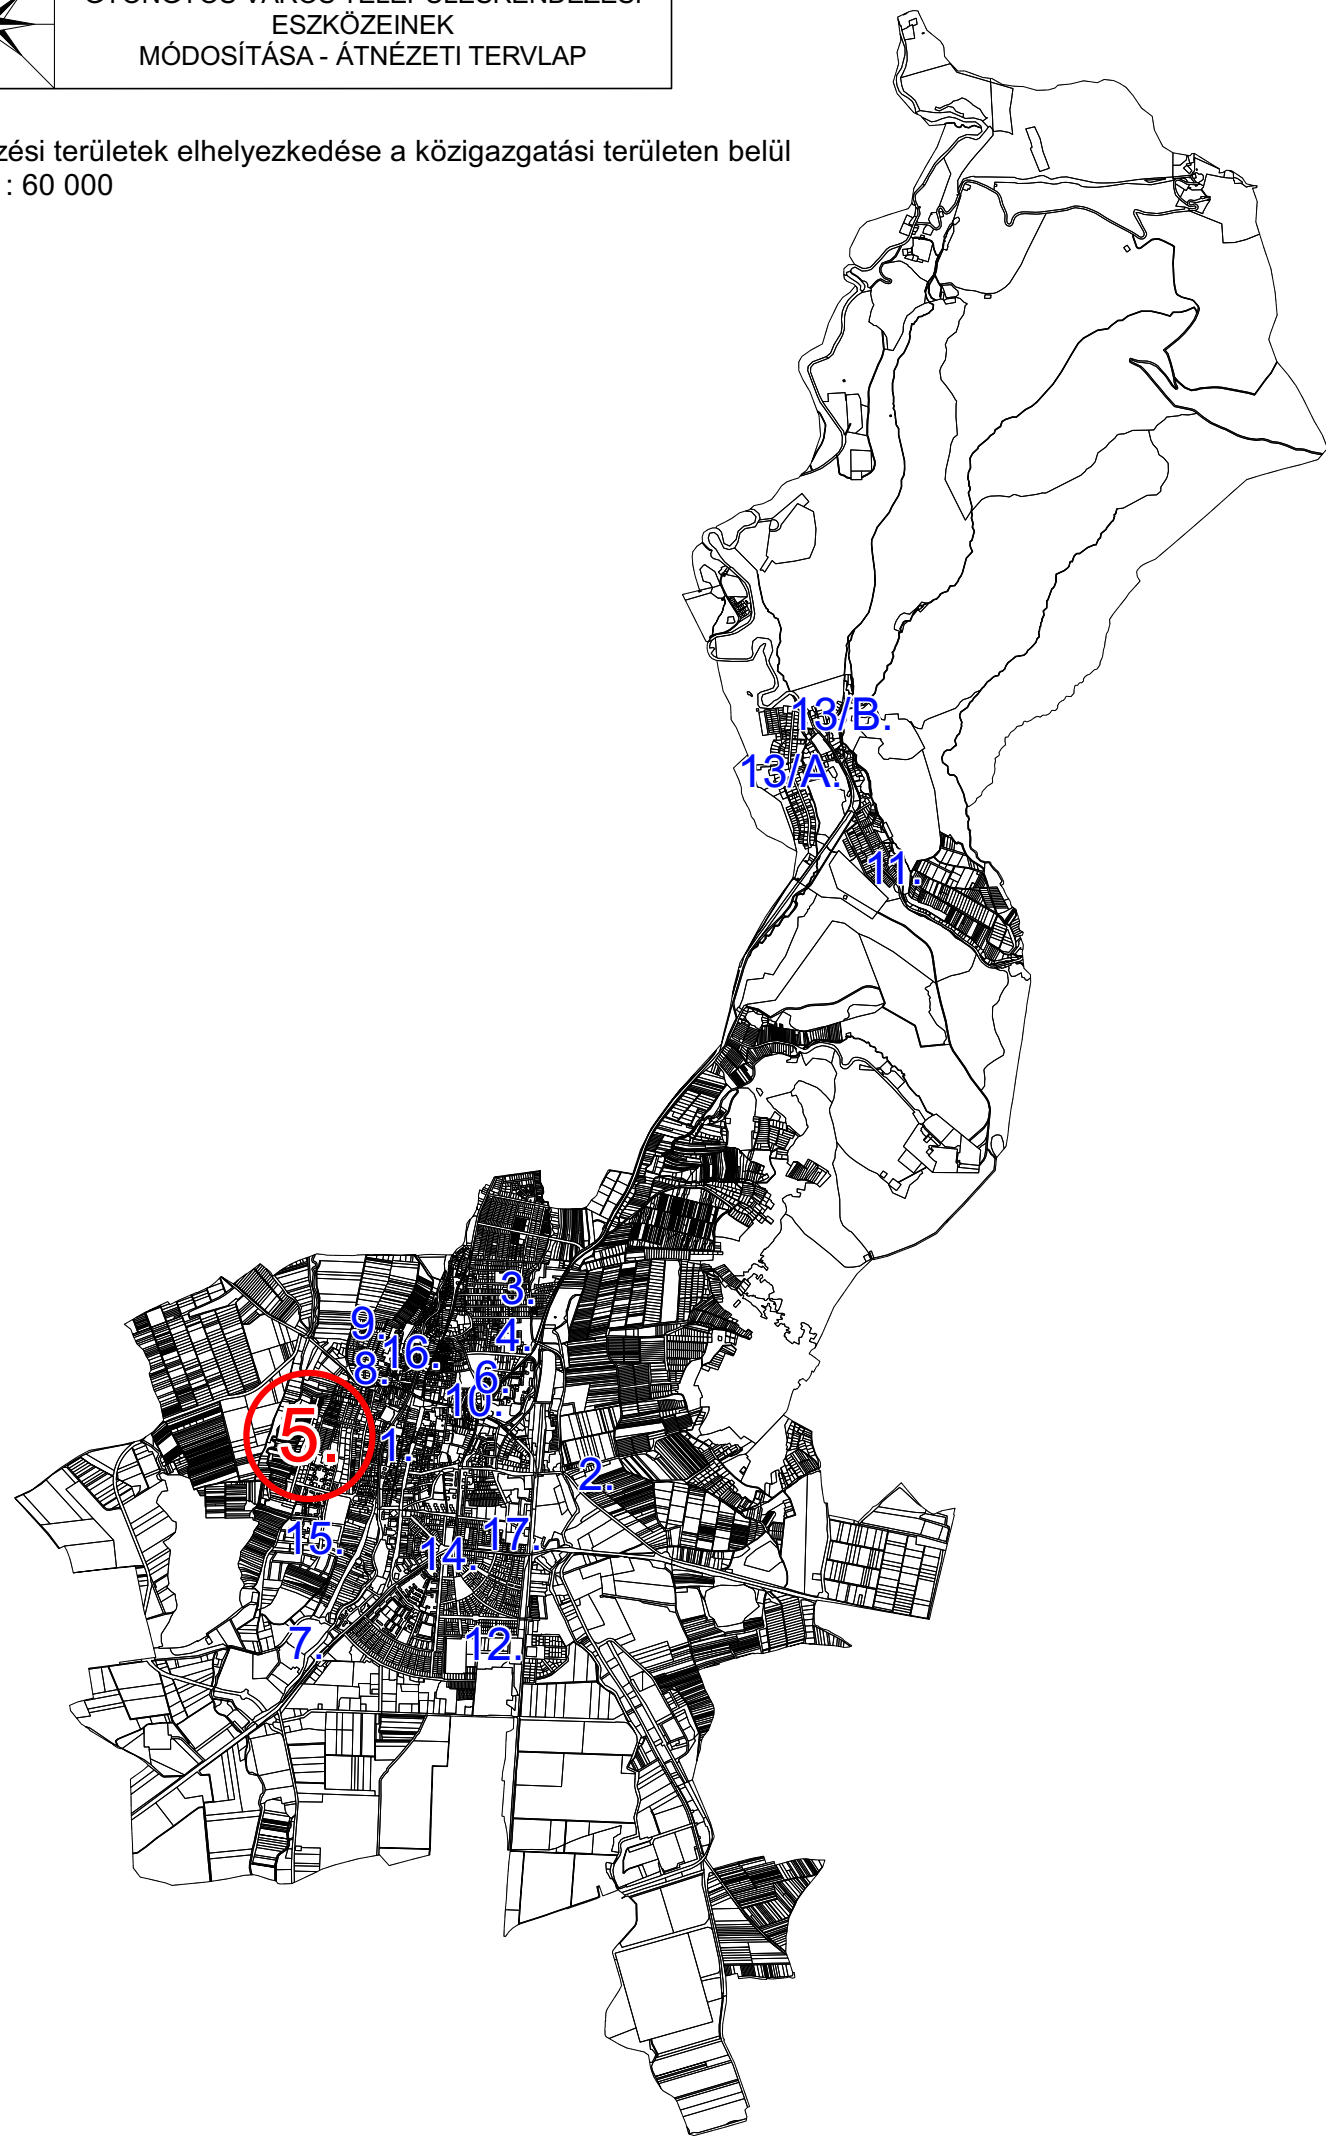 ESZKÖZEINEK
MÓDOSÍTÁSA - ÁTNÉZETI TERVLAP
területek elhelyezkedése a közigazgatási területen belül
: 60 000
13/B.
13/A.
11.
3.
9.
4.
16.
8.
6.
10.
5.
1.
2.
15.
17.
14.
7.
12.